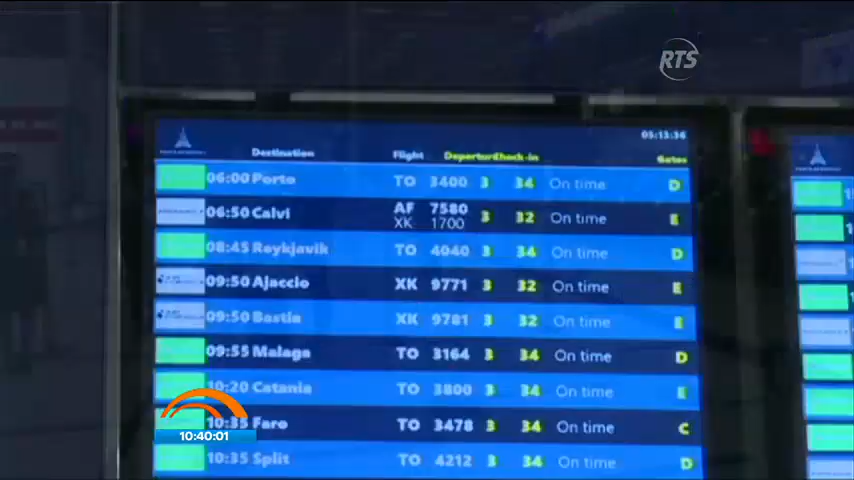 RTS
05:13:36
Destination Flight Departure Check-in Gates
06:00 Porto TO 3400 3 34 On time D
06:50 Calvi AF 7580 3 32 On time E
XK 1700
08:45 Reykjavik TO 4040 3 34 On time D
09:50 Ajaccio XK 9771 3 32 On time E
09:50 Bastia XK 9781 3 32 On time E
09:55 Malaga TO 3164 3 34 On time D
10:20 Catania TO 3800 3 34 On time E
10:35 Faro TO 3478 3 34 On time C
10:35 Split TO 4212 3 34 On time D
10:40:01